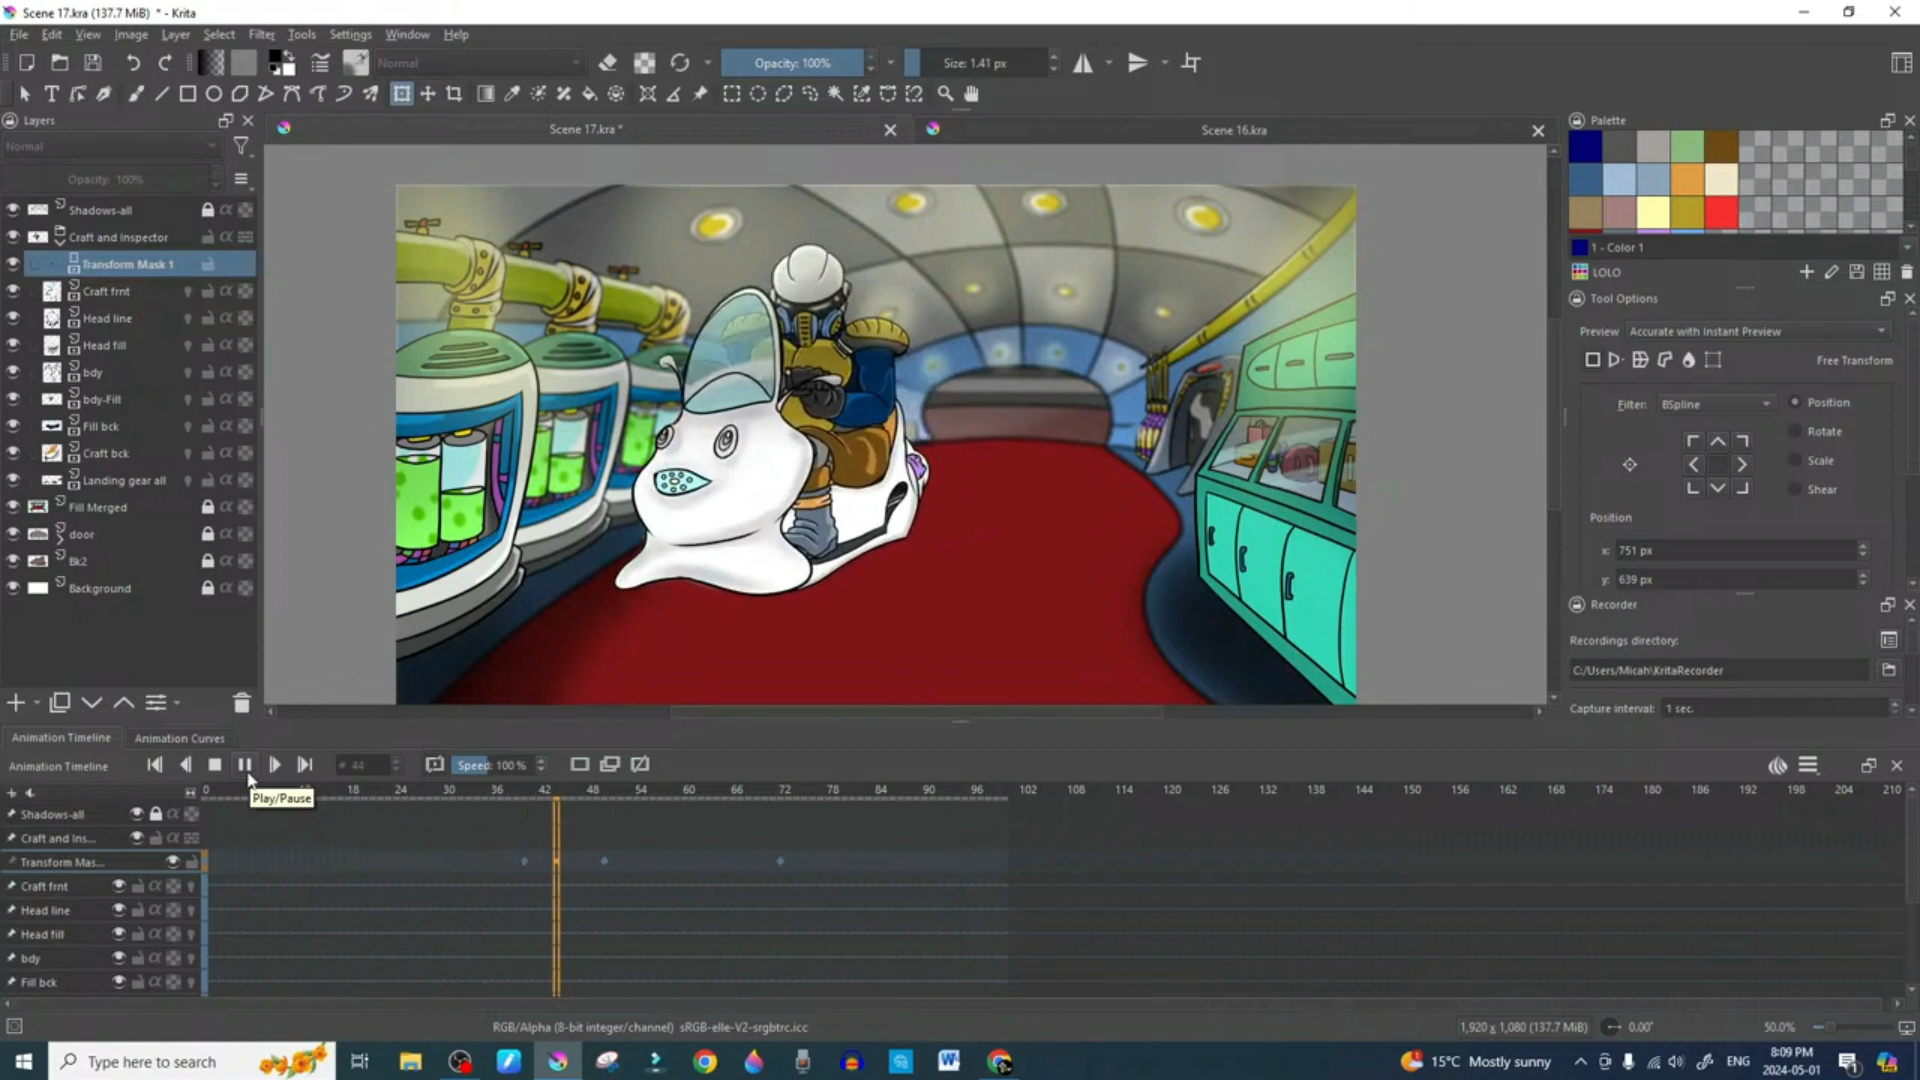 Scene 17.kra (137.7 MiB) * - Krita
File Edit View Image Layer Select Filter Tools Settings Window Help
Normal
Opacity: 100%
Size: 1.41 px
Layers
Scene 17.kra *
Scene 16.kra
Palette
Normal
Opacity: 100%
Shadows-all
Craft and Inspector
Transform Mask 1
Craft frnt
Head line
Head fill
bdy
bdy-Fill
Fill bck
Craft bck
Landing gear all
Fill Merged
door
Bk2
Background
1 - Color 1
LOLO
Tool Options
Preview Accurate with Instant Preview
Free Transform
Filter: BSpline
Position
Rotate
Scale
Shear
Position
x: 751 px
y: 639 px
Recorder
Recordings directory:
C:/Users/Micah\KritaRecorder
Capture interval: 1 sec.
Animation Timeline Animation Curves
Animation Timeline
# 44
Speed: 100 %
Play/Pause
0 18 24 30 36 42 48 54 60 66 72 78 84 90 96 102 108 114 120 126 132 138 144 150 156 162 168 174 180 186 192 198 204 210
Shadows-all
Craft and Ins...
Transform Mas...
Craft frnt
Head line
Head fill
bdy
Fill bck
RGB/Alpha (8-bit integer/channel) sRGB-elle-V2-srgbtrc.icc
1,920 x 1,080 (137.7 MiB)
0.00°
50.0%
Type here to search
15°C Mostly sunny
ENG
8:09 PM
2024-05-01